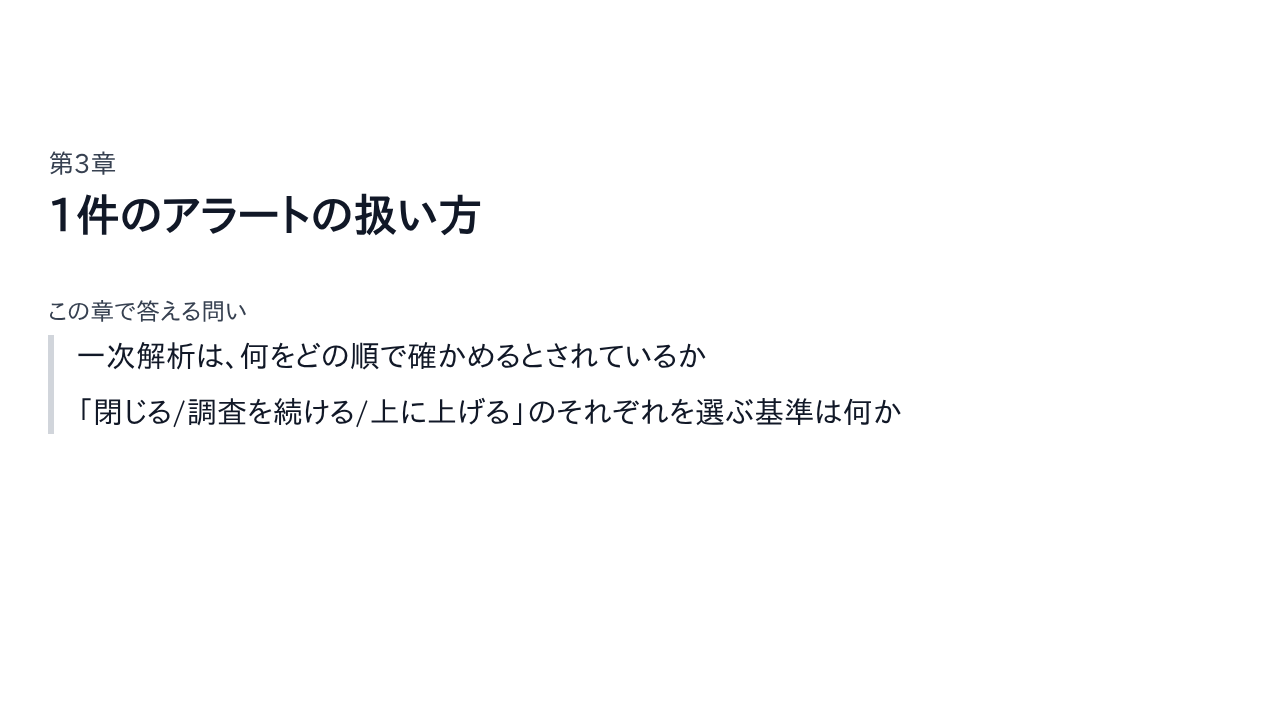 第3章
1件のアラートの扱い方
この章で答える問い
一次解析は、何をどの順で確かめるとされているか
「閉じる/調査を続ける/上に上げる」のそれぞれを選ぶ基準は何か